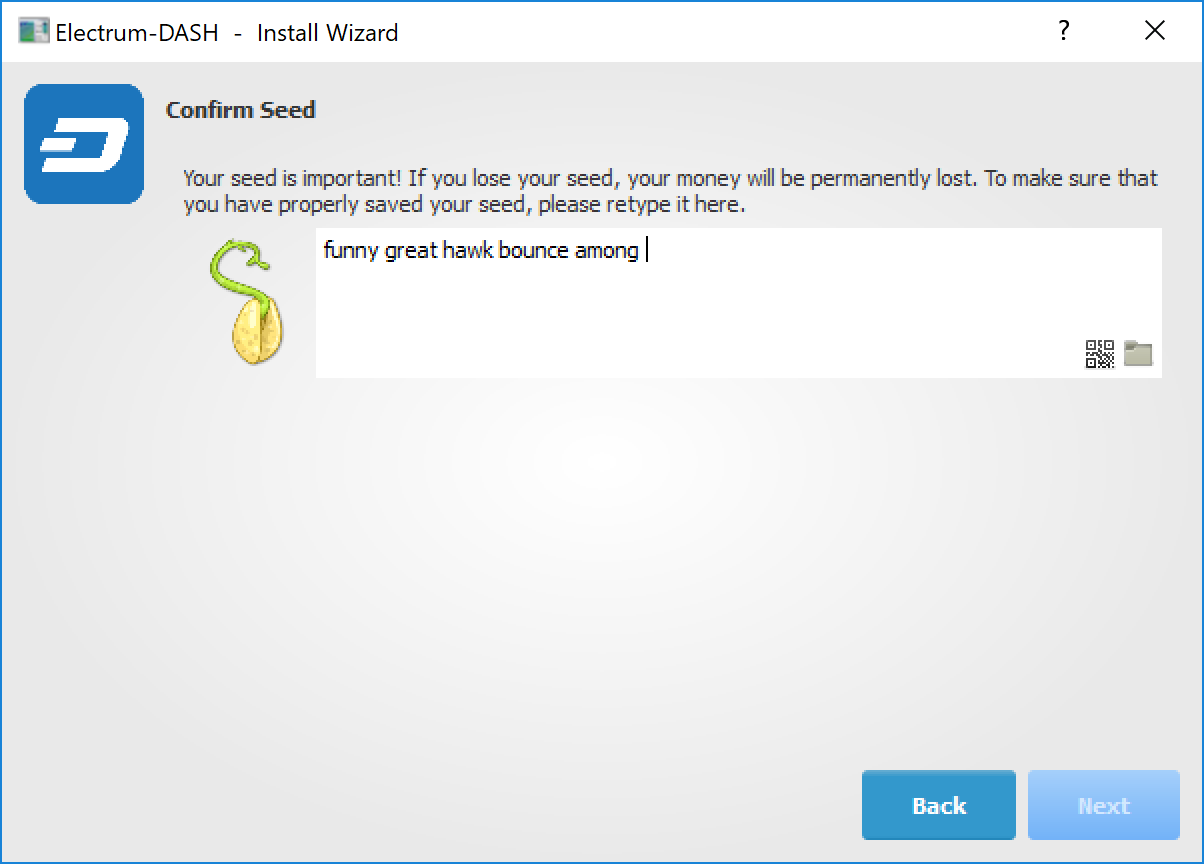 Electrum-DASH - Install Wizard
Confirm Seed
Your seed is important! If you lose your seed, your money will be permanently lost. To make sure that
you have properly saved your seed, please retype it here.
funny great hawk bounce among
Back
Next